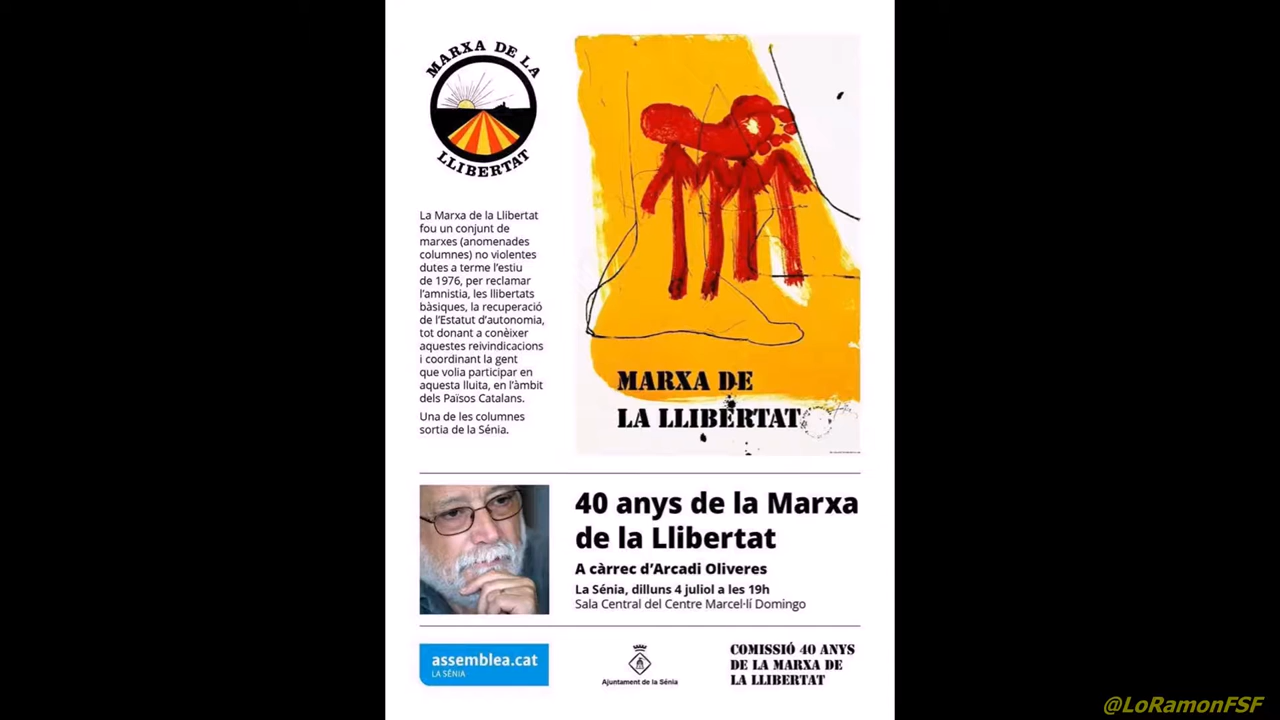 MARXA DE LA
LLIBERTAT
La Marxa de la Llibertat
fou un conjunt de
marxes (anomenades
columnes) no violentes
dutes a terme l'estiu
de 1976, per reclamar
l'amnistia, les llibertats
bàsiques, la recuperació
de l'Estatut d'autonomia,
tot donant a conèixer
aquestes reivindicacions
i coordinant la gent
que volia participar en
aquesta lluita, en l'àmbit
dels Països Catalans.
Una de les columnes
sortia de la Sénia.
MARXA DE
LA LLIBERTAT
40 anys de la Marxa
de la Llibertat
A càrrec d'Arcadi Oliveres
La Sénia, dilluns 4 juliol a les 19h
Sala Central del Centre Marcel·lí Domingo
assemblea.cat
LA SÉNIA
Ajuntament de la Sénia
COMISSIÓ 40 ANYS
DE LA MARXA DE
LA LLIBERTAT
@LoRamonFSF